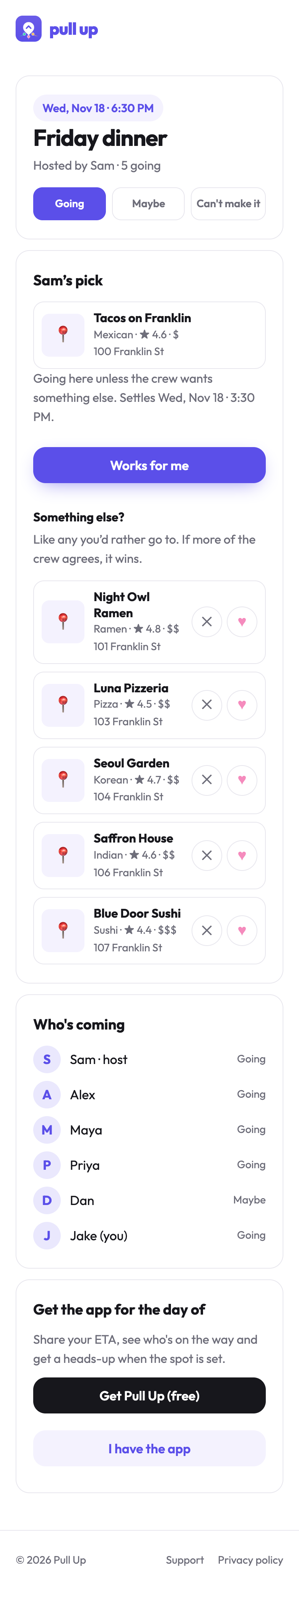 pull up
Wed, Nov 18 · 6:30 PM
Friday dinner
Hosted by Sam · 5 going
Going
Maybe
Can't make it
Sam's pick
Tacos on Franklin
Mexican · ★ 4.6 · $
100 Franklin St
Going here unless the crew wants
something else. Settles Wed, Nov 18 · 3:30
PM.
Works for me
Something else?
Like any you'd rather go to. If more of the
crew agrees, it wins.
Night Owl
Ramen
Ramen · ★ 4.8 · $$
101 Franklin St
Luna Pizzeria
Pizza · ★ 4.5 · $$
103 Franklin St
Seoul Garden
Korean · ★ 4.7 · $$
104 Franklin St
Saffron House
Indian · ★ 4.6 · $$
106 Franklin St
Blue Door Sushi
Sushi · ★ 4.4 · $$$
107 Franklin St
Who's coming
S Sam · host Going
A Alex Going
M Maya Going
P Priya Going
D Dan Maybe
J Jake (you) Going
Get the app for the day of
Share your ETA, see who's on the way and
get a heads-up when the spot is set.
Get Pull Up (free)
I have the app
© 2026 Pull Up Support Privacy policy